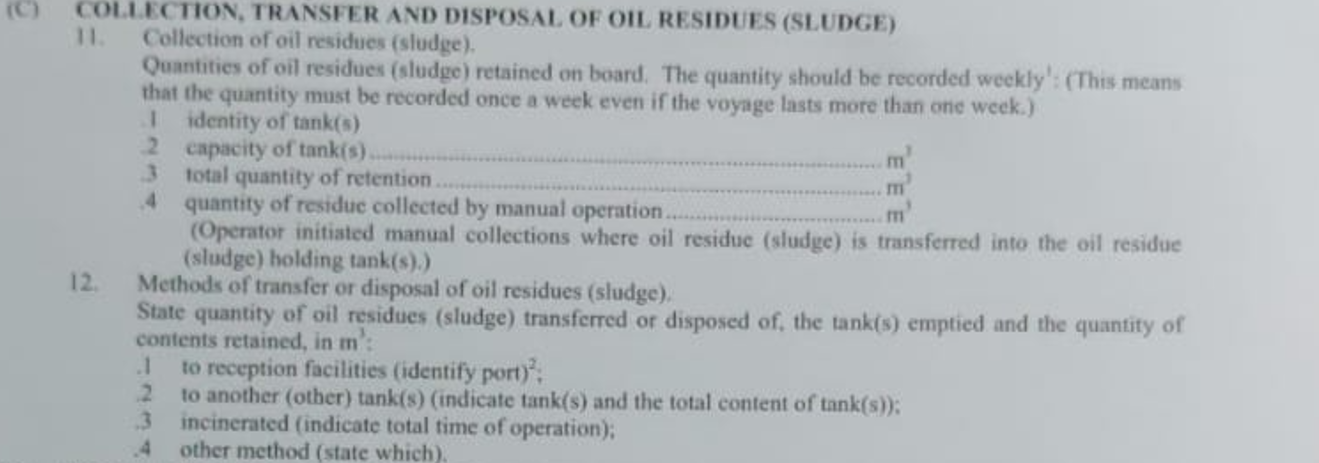 (C) COLLECTION, TRANSFER AND DISPOSAL OF OIL RESIDUES (SLUDGE)
11. Collection of oil residues (sludge).
Quantities of oil residues (sludge) retained on board. The quantity should be recorded weekly¹: (This means
that the quantity must be recorded once a week even if the voyage lasts more than one week.)
.1 identity of tank(s)
.2 capacity of tank(s) .......... m³
.3 total quantity of retention .......... m³
.4 quantity of residue collected by manual operation .......... m³
(Operator initiated manual collections where oil residue (sludge) is transferred into the oil residue
(sludge) holding tank(s).)
12. Methods of transfer or disposal of oil residues (sludge).
State quantity of oil residues (sludge) transferred or disposed of, the tank(s) emptied and the quantity of
contents retained, in m³:
.1 to reception facilities (identify port)²;
.2 to another (other) tank(s) (indicate tank(s) and the total content of tank(s));
.3 incinerated (indicate total time of operation);
.4 other method (state which).